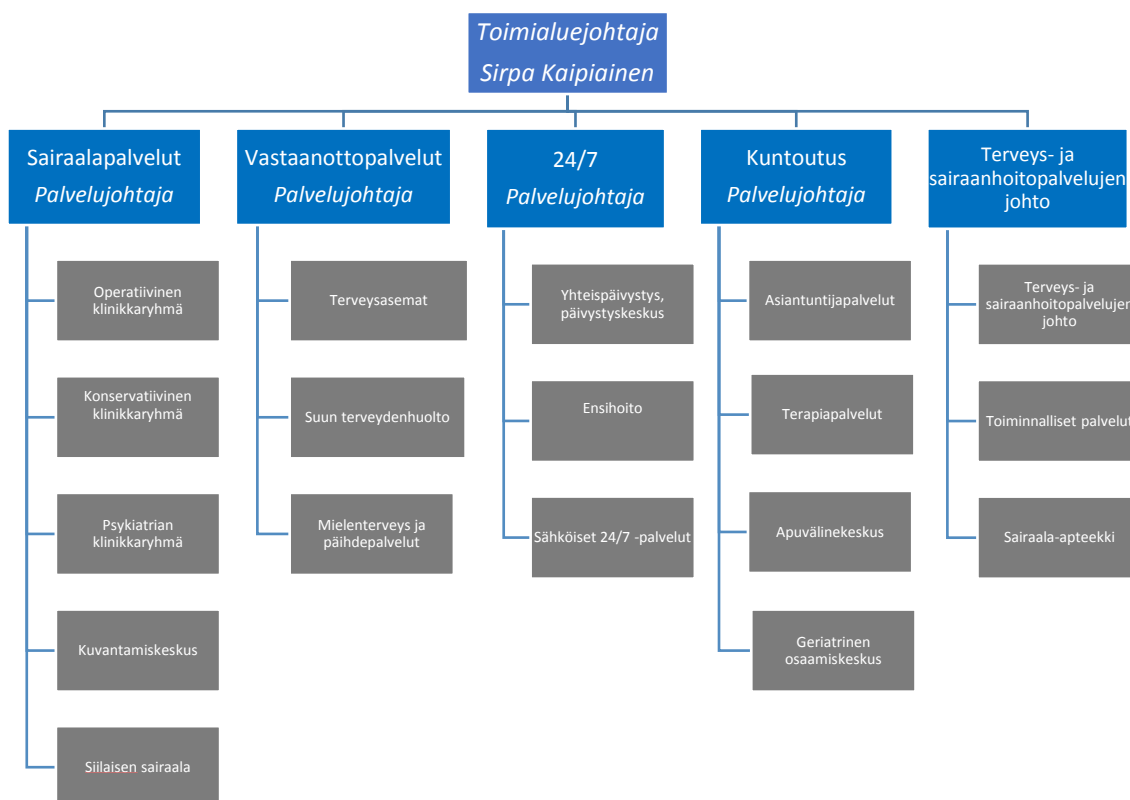 Toimialuejohtaja
Sirpa Kaipiainen
Sairaalapalvelut
Palvelujohtaja
Operatiivinen
klinikkaryhmä
Konservatiivinen
klinikkaryhmä
Psykiatrian
klinikkaryhmä
Kuvantamiskeskus
Siilaisen sairaala
Vastaanottopalvelut
Palvelujohtaja
Terveysasemat
Suun terveydenhuolto
Mielenterveys ja
päihdepalvelut
24/7
Palvelujohtaja
Yhteispäivystys,
päivystyskeskus
Ensihoito
Sähköiset 24/7 -palvelut
Kuntoutus
Palvelujohtaja
Asiantuntijapalvelut
Terapiapalvelut
Apuvälinekeskus
Geriatrinen
osaamiskeskus
Terveys- ja
sairaanhoitopalvelujen
johto
Terveys- ja
sairaanhoitopalvelujen
johto
Toiminnalliset palvelut
Sairaala-apteekki